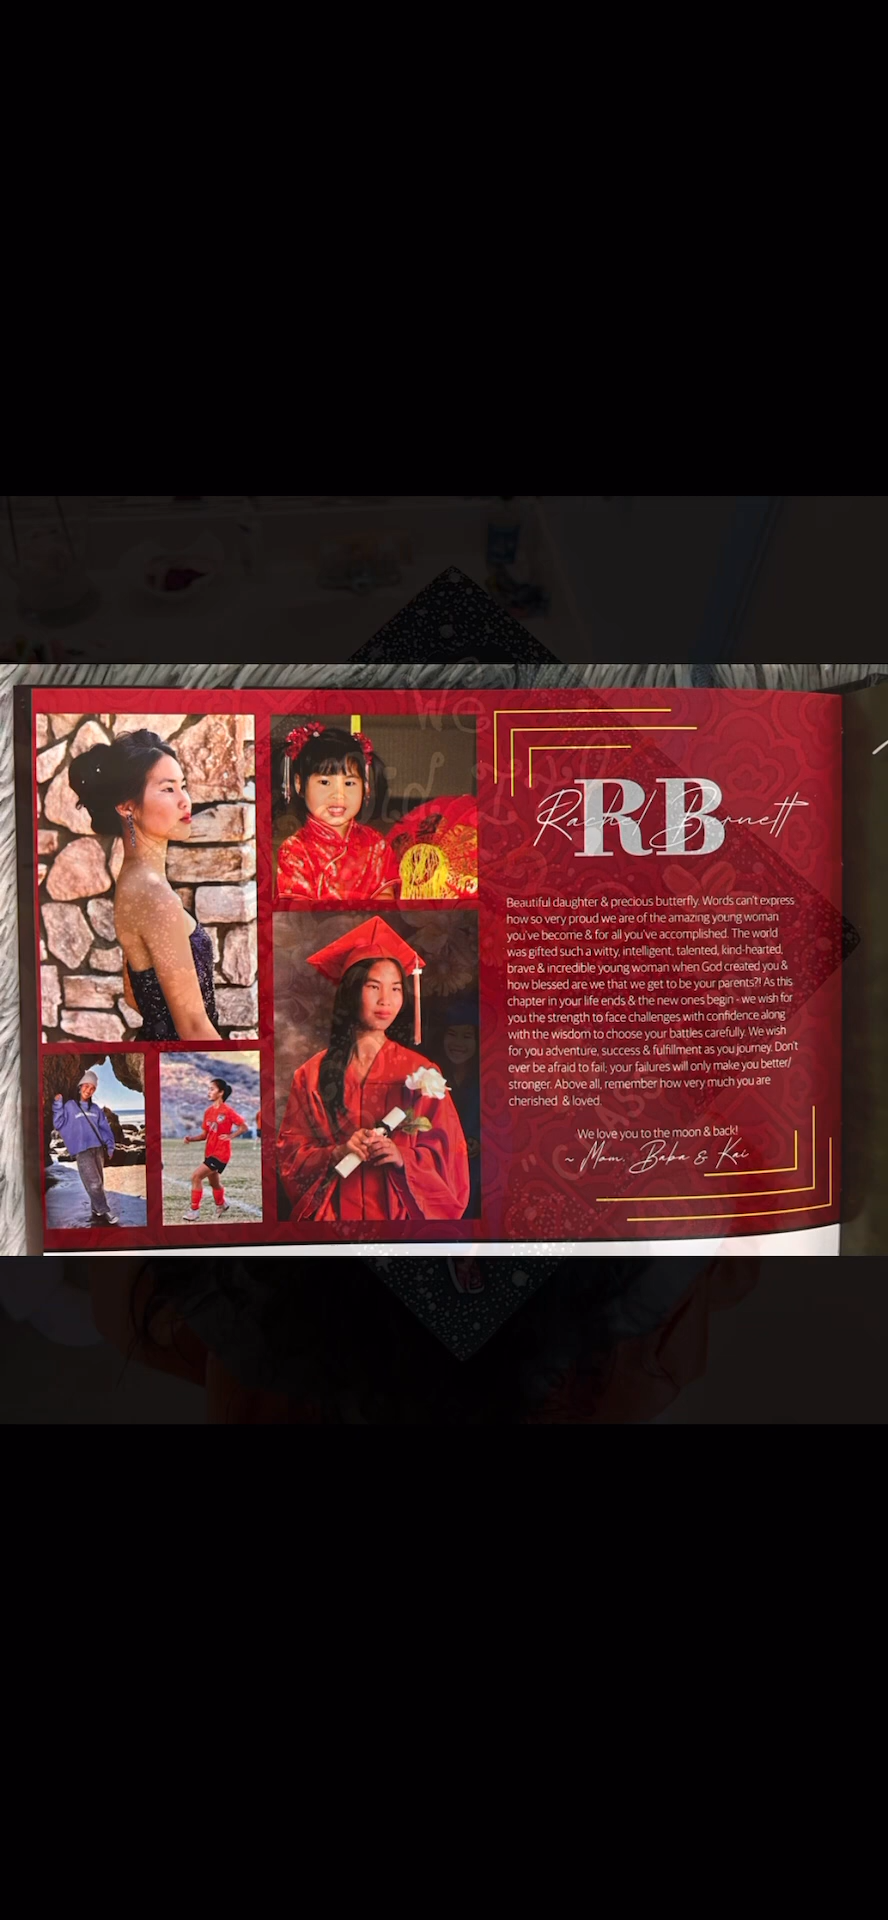 RB
Rachel Barnett
Beautiful daughter & precious butterfly. Words can't express
how so very proud we are of the amazing young woman
you've become & for all you've accomplished. The world
was gifted such a witty, intelligent, talented, kind-hearted,
brave & incredible young woman when God created you &
how blessed are we that we get to be your parents?! As this
chapter in your life ends & the new ones begin - we wish for
you the strength to face challenges with confidence along
with the wisdom to choose your battles carefully. We wish
for you adventure, success & fulfillment as you journey. Don't
ever be afraid to fail; your failures will only make you better/
stronger. Above all, remember how very much you are
cherished & loved.
We love you to the moon & back!
~ Mom, Baba & Kai
We